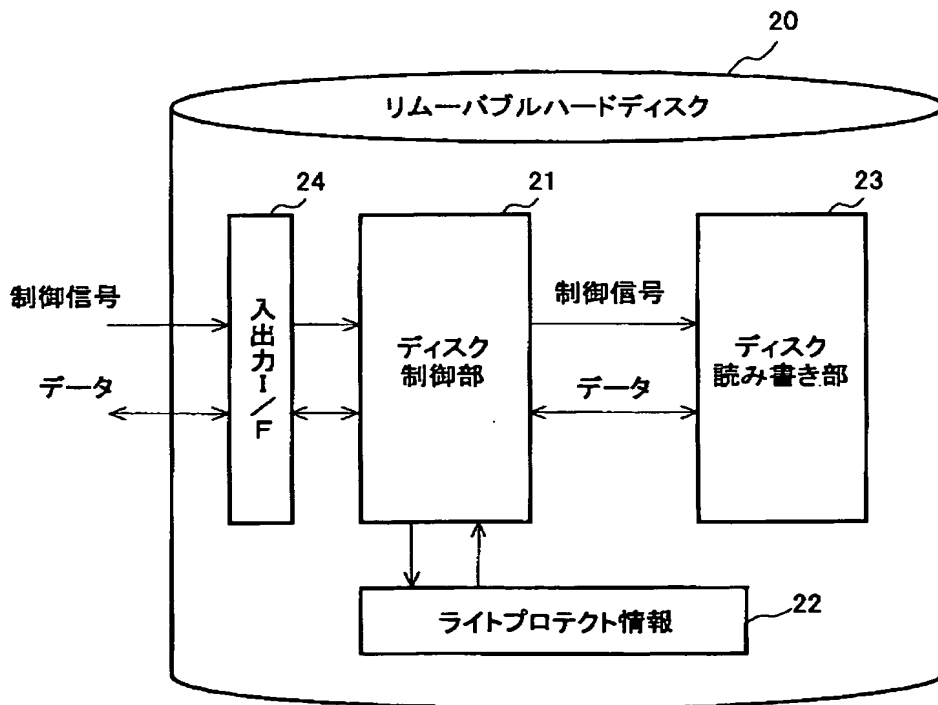 20
リムーバブルハードディスク
24
21
23
制御信号
データ
入出力I/F
ディスク
制御部
制御信号
データ
ディスク
読み書き部
ライトプロテクト情報
22